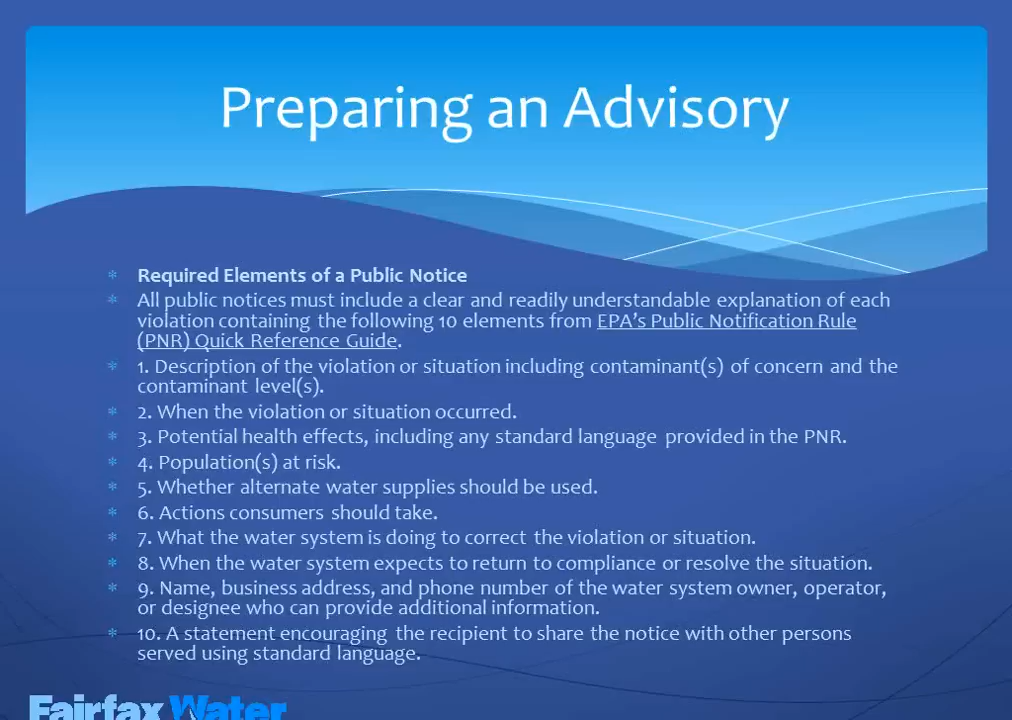 Preparing an Advisory
* Required Elements of a Public Notice
* All public notices must include a clear and readily understandable explanation of each
violation containing the following 10 elements from EPA’s Public Notification Rule
(PNR) Quick Reference Guide.
* 1. Description of the violation or situation including contaminant(s) of concern and the
contaminant level(s).
* 2. When the violation or situation occurred.
* 3. Potential health effects, including any standard language provided in the PNR.
* 4. Population(s) at risk.
* 5. Whether alternate water supplies should be used.
* 6. Actions consumers should take.
* 7. What the water system is doing to correct the violation or situation.
* 8. When the water system expects to return to compliance or resolve the situation.
* 9. Name, business address, and phone number of the water system owner, operator,
or designee who can provide additional information.
* 10. A statement encouraging the recipient to share the notice with other persons
served using standard language.
Fairfax Water